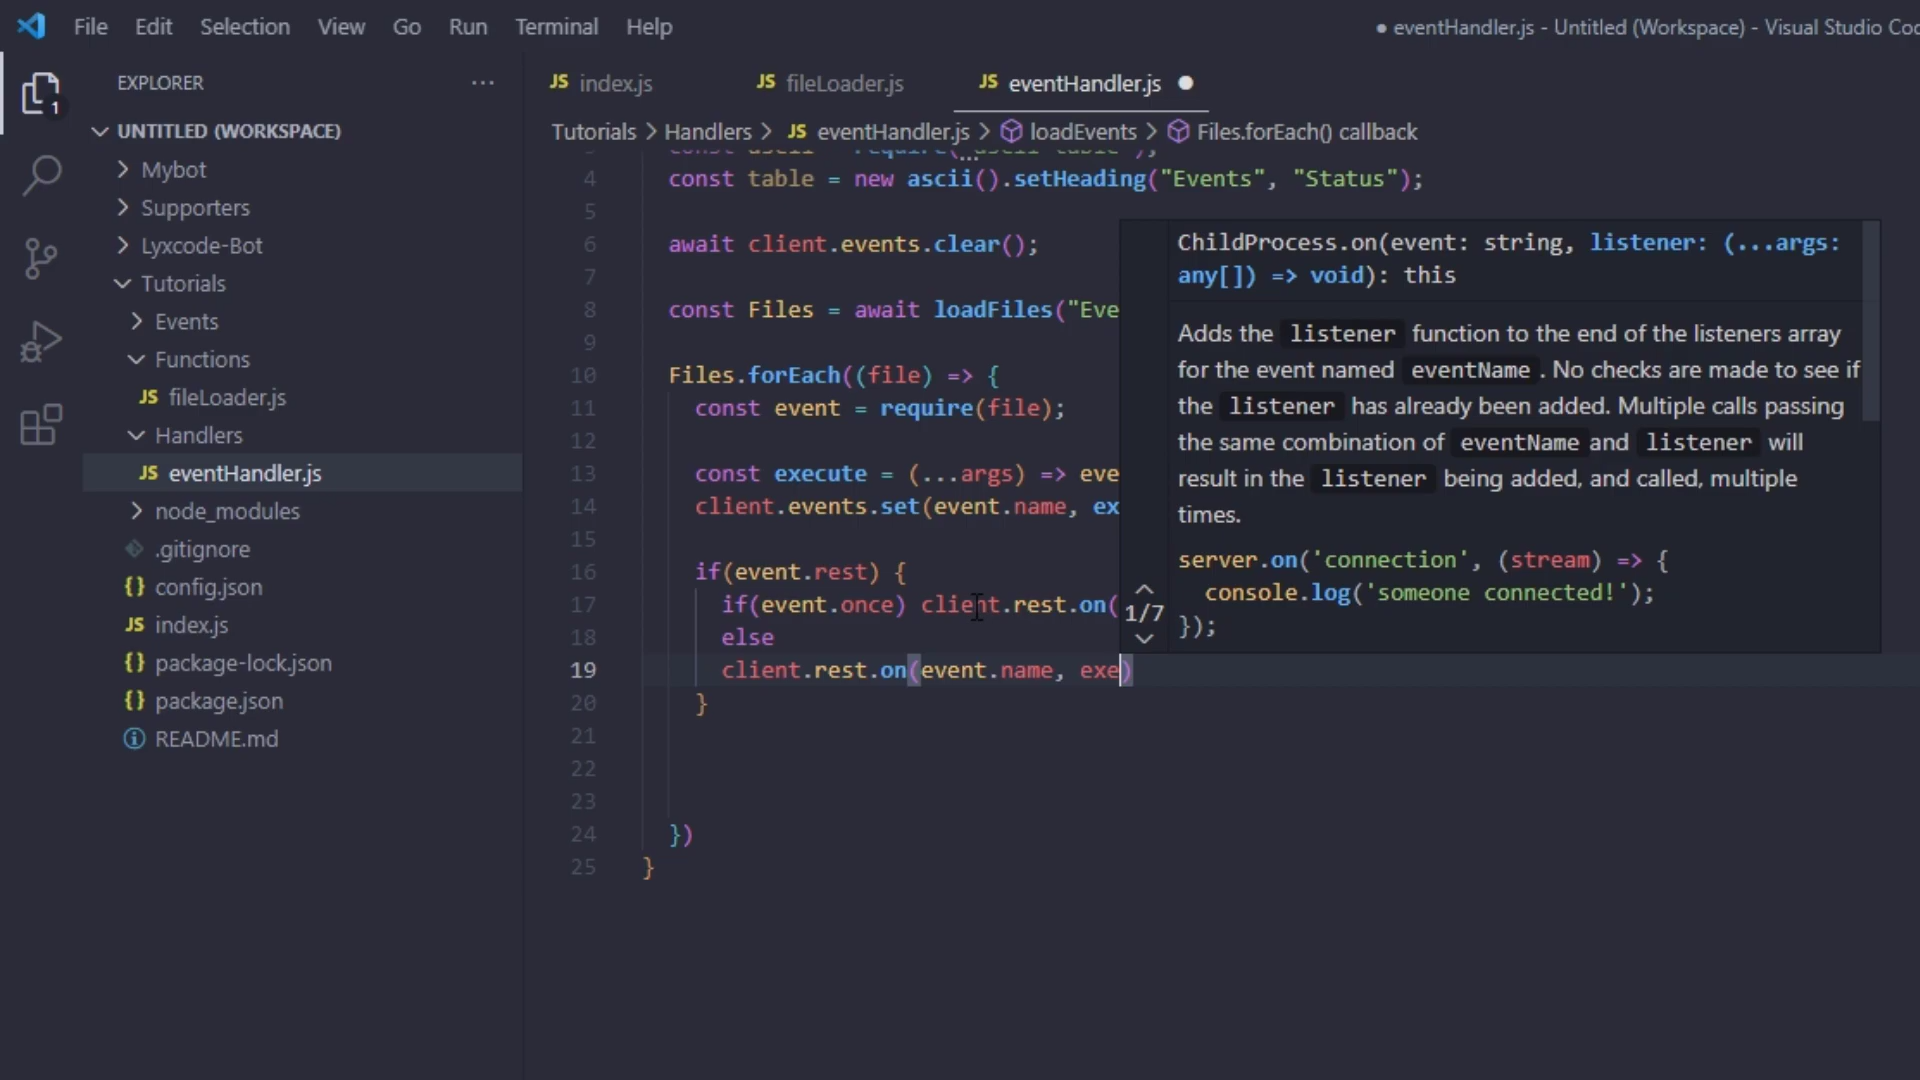 File Edit Selection View Go Run Terminal Help
● eventHandler.js - Untitled (Workspace) - Visual Studio Coc
EXPLORER ...
JS index.js
JS fileLoader.js
JS eventHandler.js ●
Tutorials > Handlers > JS eventHandler.js > loadEvents > Files.forEach() callback
1
UNTITLED (WORKSPACE)
Mybot
Supporters
Lyxcode-Bot
Tutorials
Events
Functions
JS fileLoader.js
Handlers
JS eventHandler.js
node_modules
.gitignore
{} config.json
JS index.js
{} package-lock.json
{} package.json
README.md
4 const table = new ascii().setHeading("Events", "Status");
5
6 await client.events.clear();
7
8 const Files = await loadFiles("Eve
9
10 Files.forEach((file) => {
11 const event = require(file);
12
13 const execute = (...args) => eve
14 client.events.set(event.name, ex
15
16 if(event.rest) {
17 if(event.once) client.rest.on(
18 else
19 client.rest.on(event.name, exe)
20 }
21
22
23
24 })
25 }
1/7
ChildProcess.on(event: string, listener: (...args:
any[]) => void): this
Adds the listener function to the end of the listeners array
for the event named eventName . No checks are made to see if
the listener has already been added. Multiple calls passing
the same combination of eventName and listener will
result in the listener being added, and called, multiple
times.
server.on('connection', (stream) => {
console.log('someone connected!');
});